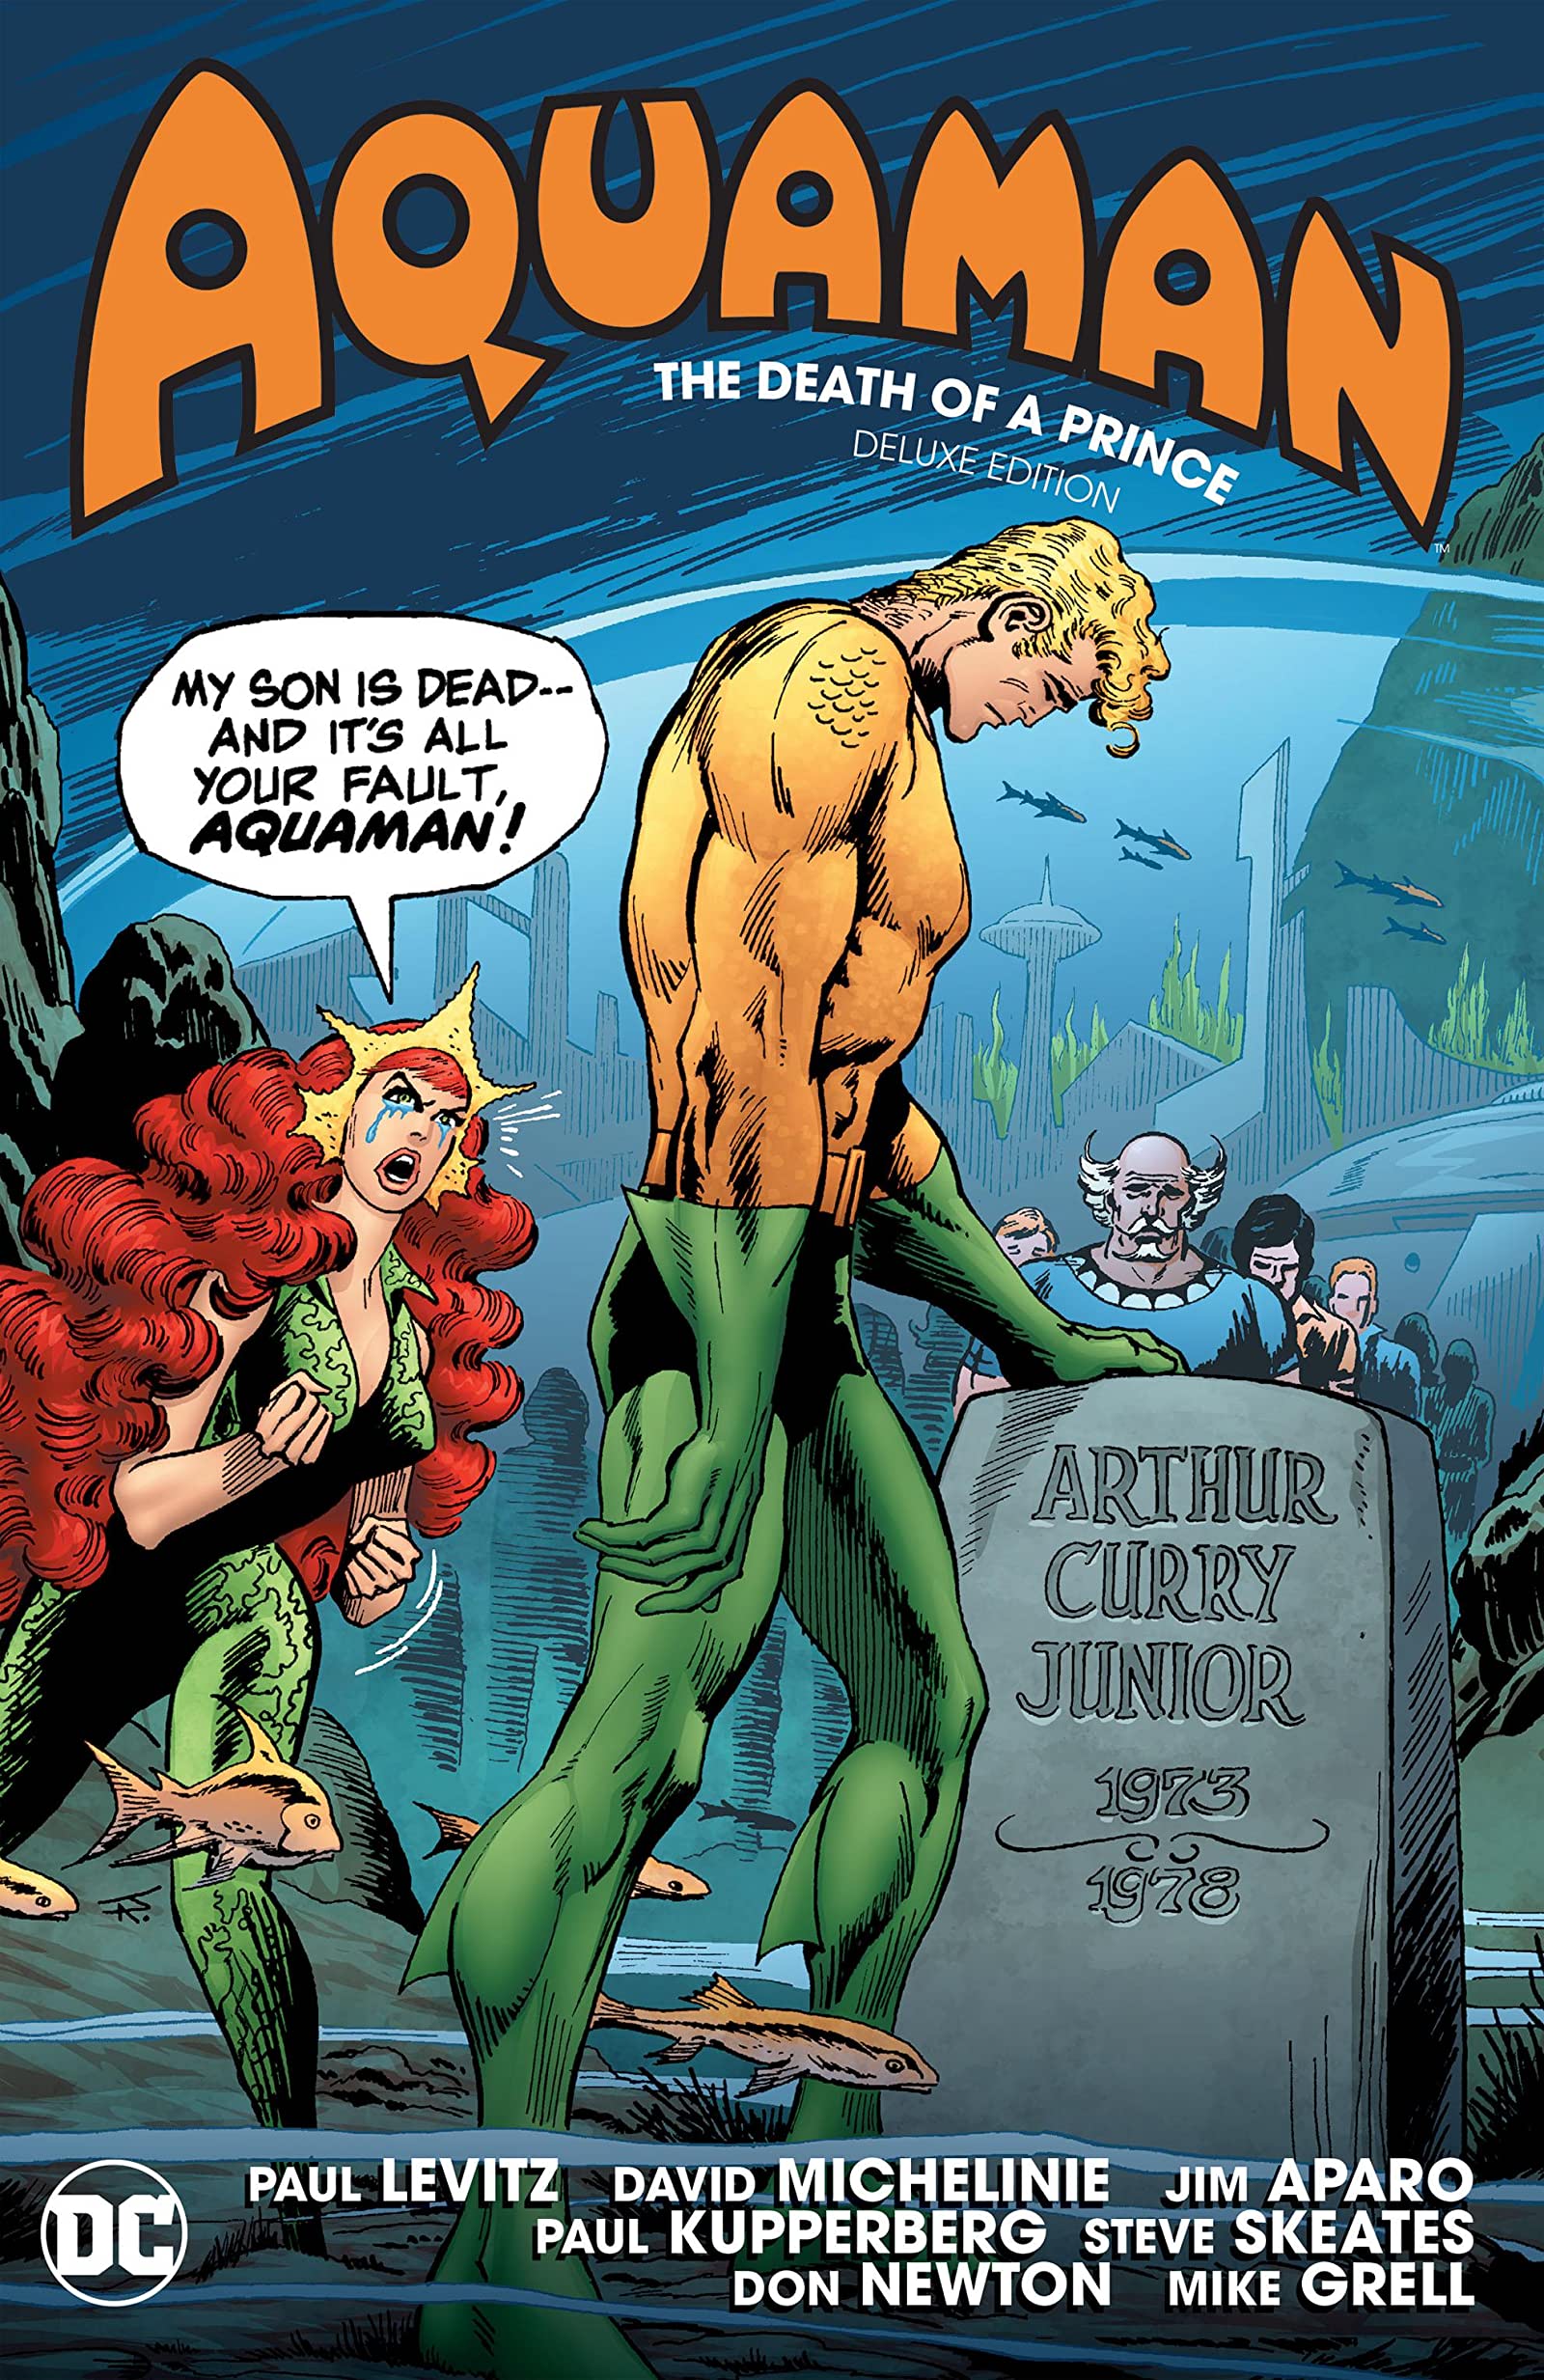 AQUAMAN
THE DEATH OF A PRINCE
DELUXE EDITION
TM
MY SON IS DEAD--
AND IT'S ALL
YOUR FAULT,
AQUAMAN!
ARTHUR
CURRY
JUNIOR
1973
1978
DC
PAUL LEVITZ DAVID MICHELINIE JIM APARO
PAUL KUPPERBERG STEVE SKEATES
DON NEWTON MIKE GRELL